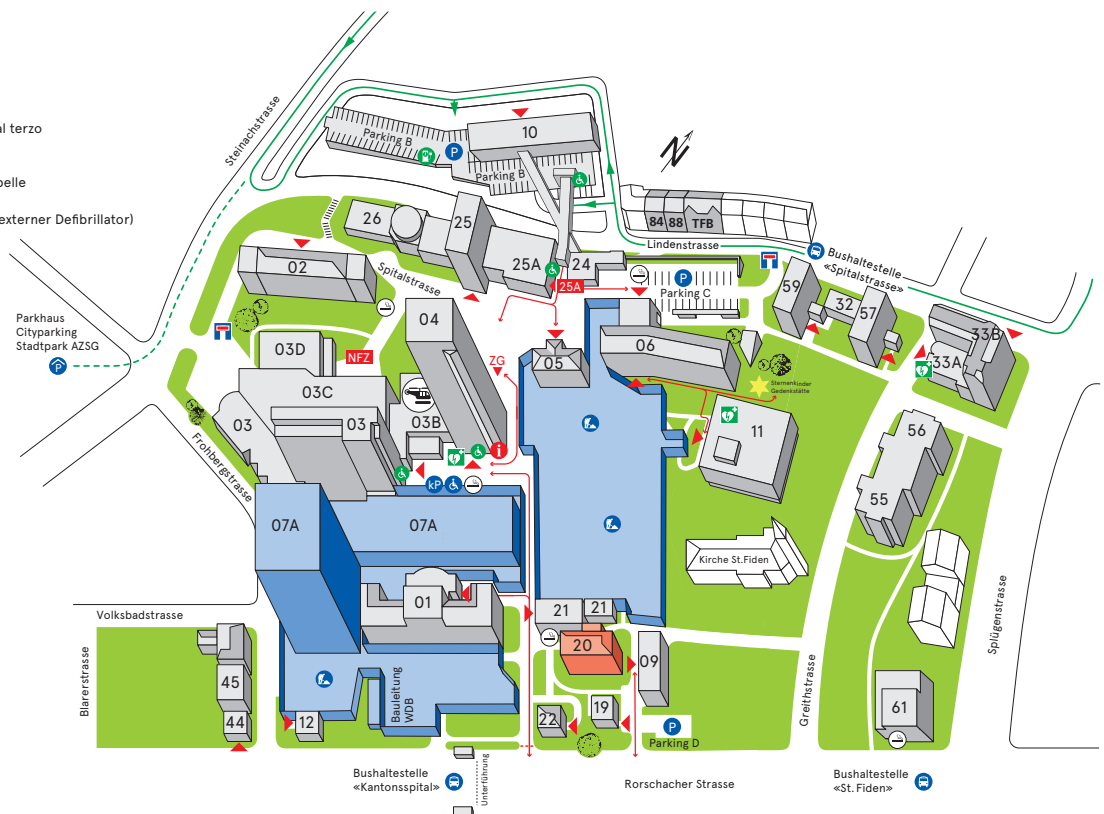 al terzo
pelle
externer Defibrillator)
Steinachstrasse
Parking B
P
10
Parking B
N
84
88
TFB
Lindenstrasse
Bushaltestelle
«Spitalstrasse»
26
25
25A
24
25A
P
Parking C
02
Spitalstrasse
59
32
57
33B
33A
Parkhaus
Cityparking
Stadtpark AZSG
P
04
03D
NFZ
ZG
05
06
Sternenkinder
Gedenkstätte
03C
03
03
03B
i
11
56
55
Frohbergstrasse
kP
07A
07A
Kirche St.Fiden
01
21
21
20
09
Volksbadstrasse
Blarerstrasse
45
44
12
Bauleitung
WDB
22
19
P
Parking D
Greithstrasse
Splügenstrasse
61
Bushaltestelle
«Kantonsspital»
Unterführung
Rorschacher Strasse
Bushaltestelle
«St. Fiden»